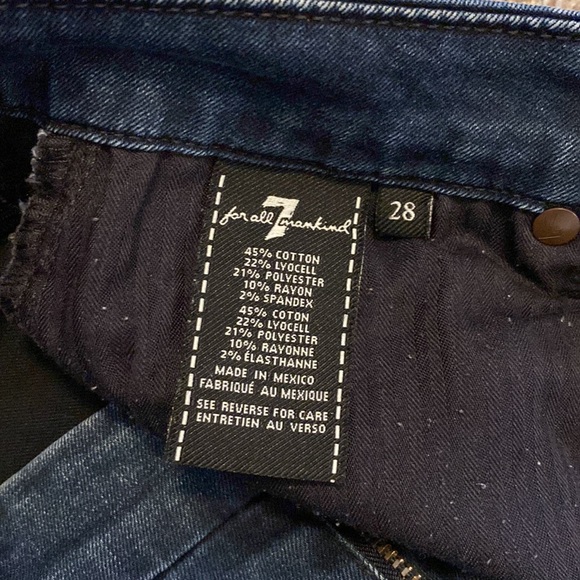 7
for all mankind
28
45% COTTON
22% LYOCELL
21% POLYESTER
10% RAYON
2% SPANDEX
45% COTON
22% LYOCELL
21% POLYESTER
10% RAYONNE
2% ÉLASTHANNE
MADE IN MEXICO
FABRIQUÉ AU MEXIQUE
SEE REVERSE FOR CARE
ENTRETIEN AU VERSO